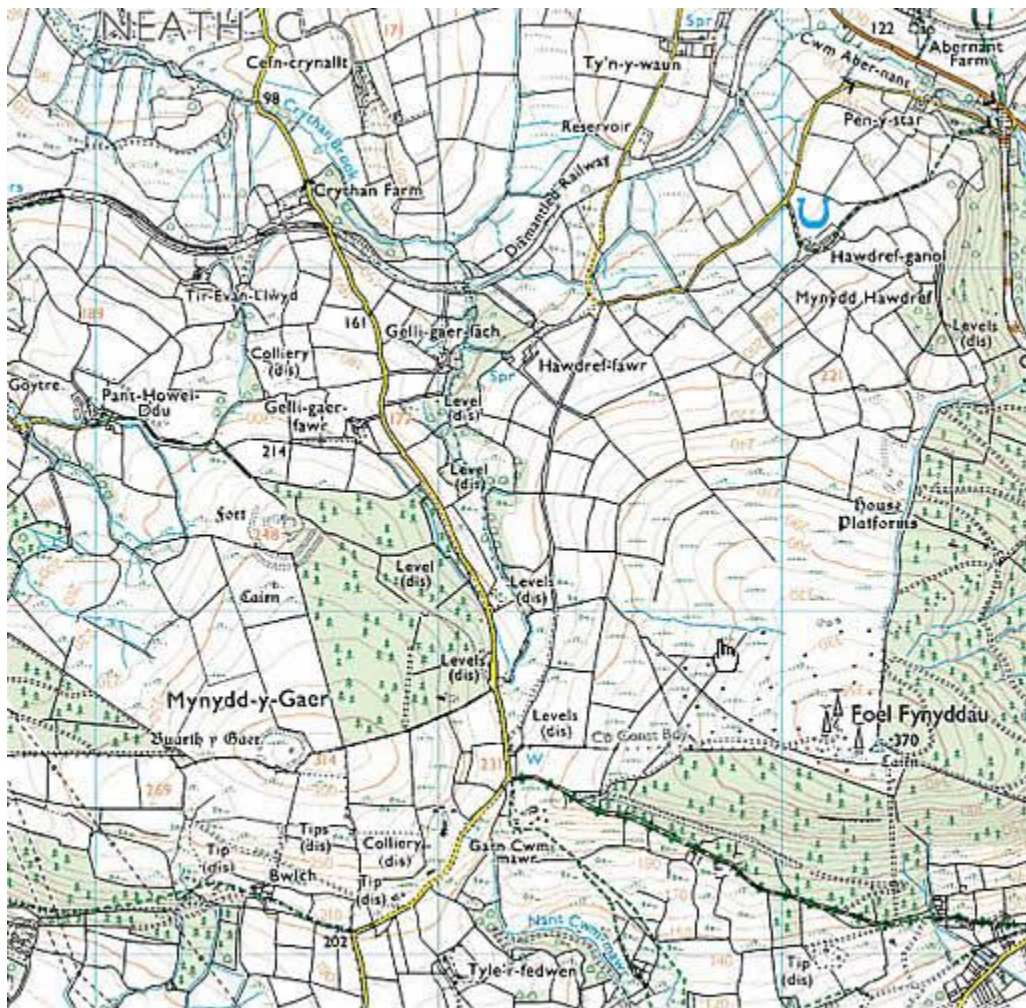 NEATH C
171
Spr
122
Abernant
Farm
Cefn-crynallt
Ty'n-y-waun
Cwm Aber-nant
98
Crythan Brook
Reservoir
Pen-y-star
Crythan Farm
Dismantled Railway
Hawdref-ganol
Tir-Evan-Llwyd
Mynydd Hawdref
189
161
Gelli-gaer-fach
Levels
(dis)
Colliery
(dis)
Hawdref-fawr
Spr
221
Goytre
Pant-Howel-
Ddu
Level
(dis)
Gelli-gaer-
fawr
177
214
Level
(dis)
House
Platforms
Fort
248
Level
(dis)
Levels
(dis)
Cairn
Levels
(dis)
Mynydd-y-Gaer
Levels
(dis)
Foel Fynyddau
Buarth y Gaer
Co Const Bdy
370
Cairn
314
231
W
269
Tips
(dis)
Colliery
(dis)
Garn Cwm
mawr
Tip
(dis)
Bwlch
Tip
(dis)
210
202
Nant Cwm mawr
Tyle-r-fedwen
Tip
(dis)